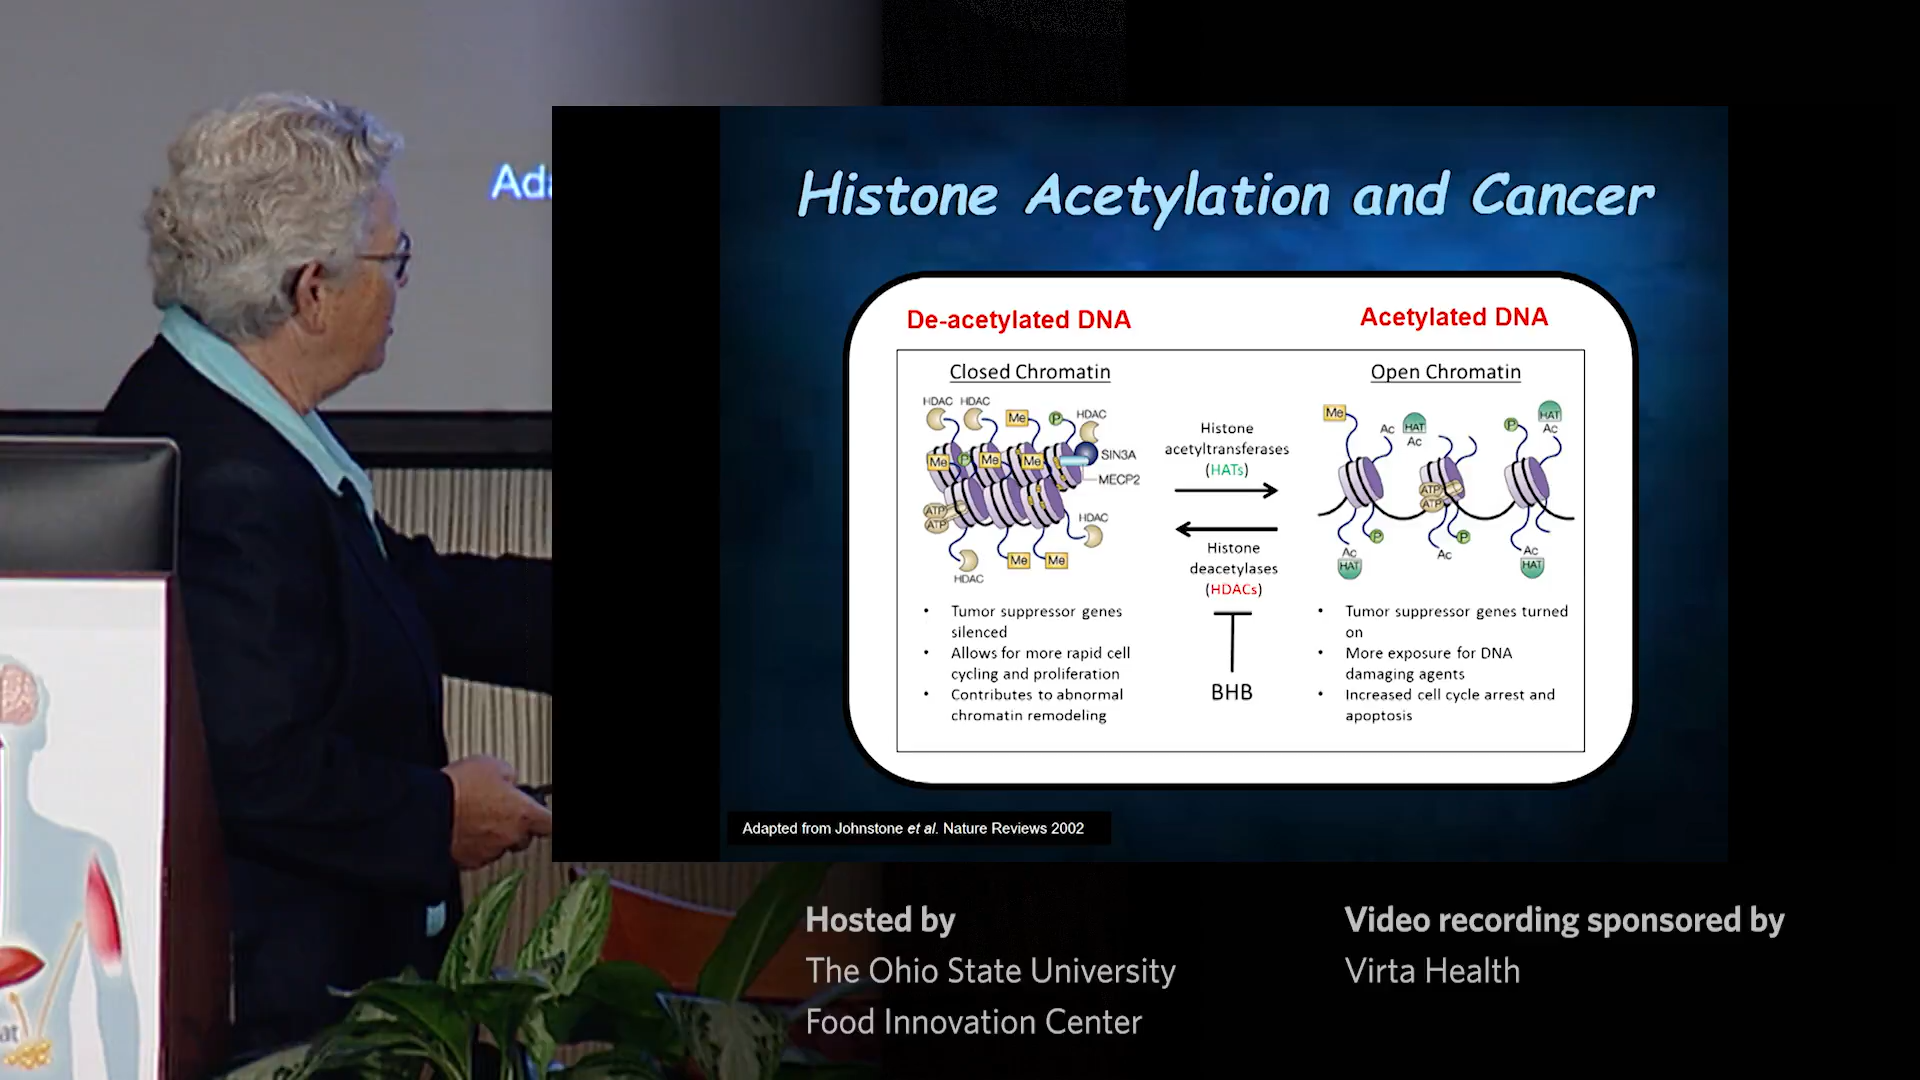 Ada
Histone Acetylation and Cancer
De-acetylated DNA
Acetylated DNA
Closed Chromatin
Open Chromatin
HDAC HDAC
Me
P
HDAC
Me
P
Me
Me
SIN3A
MECP2
ATP
ATP
HDAC
HDAC
Me
Me
Histone
acetyltransferases
(HATs)
Histone
deacetylases
(HDACs)
BHB
Me
Ac
HAT
Ac
P
HAT
Ac
ATP
ATP
P
Ac
HAT
P
Ac
Ac
HAT
• Tumor suppressor genes
silenced
• Allows for more rapid cell
cycling and proliferation
• Contributes to abnormal
chromatin remodeling
• Tumor suppressor genes turned
on
• More exposure for DNA
damaging agents
• Increased cell cycle arrest and
apoptosis
Adapted from Johnstone et al. Nature Reviews 2002
Hosted by
The Ohio State University
Food Innovation Center
Video recording sponsored by
Virta Health